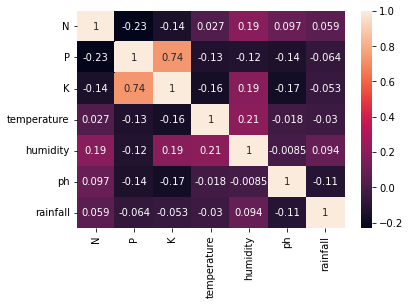 N 1 -0.23 -0.14 0.027 0.19 0.097 0.059
P -0.23 1 0.74 -0.13 -0.12 -0.14 -0.064
K -0.14 0.74 1 -0.16 0.19 -0.17 -0.053
temperature 0.027 -0.13 -0.16 1 0.21 -0.018 -0.03
humidity 0.19 -0.12 0.19 0.21 1 -0.0085 0.094
ph 0.097 -0.14 -0.17 -0.018 -0.0085 1 -0.11
rainfall 0.059 -0.064 -0.053 -0.03 0.094 -0.11 1
N P K temperature humidity ph rainfall
1.0
0.8
0.6
0.4
0.2
0.0
-0.2